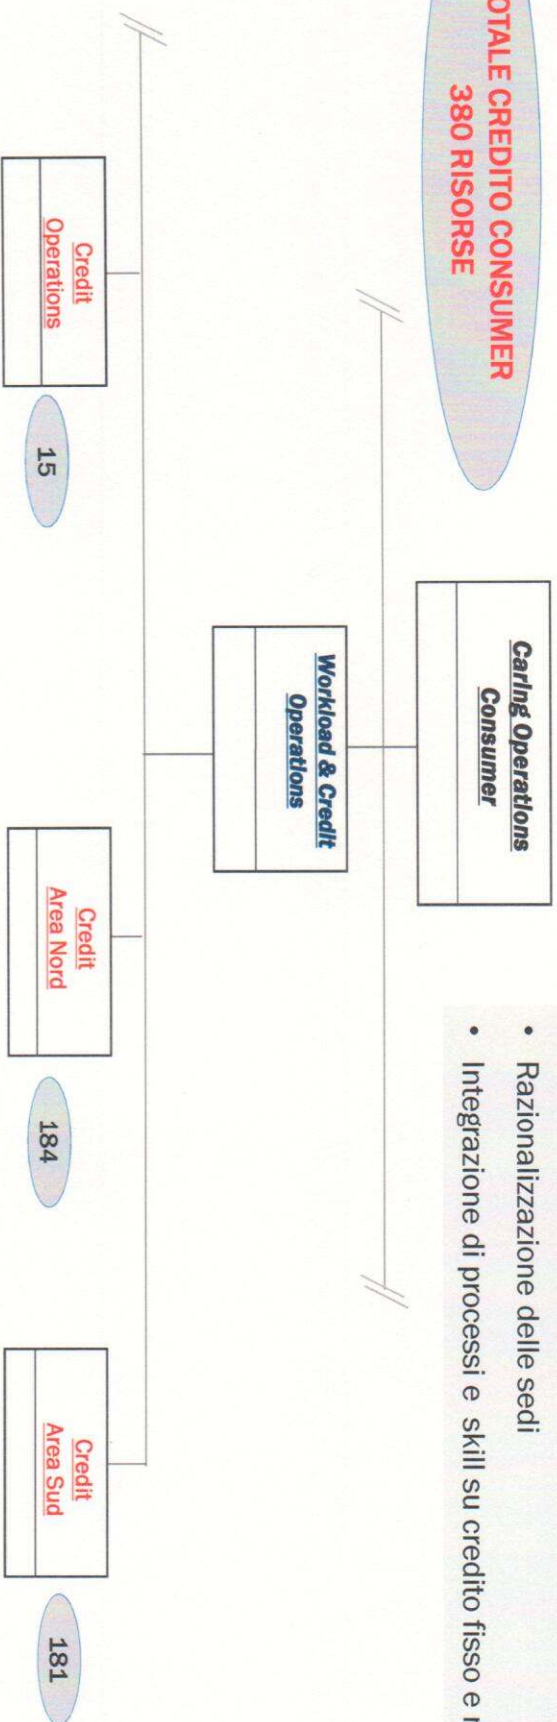 OTALE CREDITO CONSUMER
380 RISORSE
Caring Operations
Consumer
• Razionalizzazione delle sedi
• Integrazione di processi e skill su credito fisso e
Workload & Credit
Operations
Credit
Operations
15
Credit
Area Nord
184
Credit
Area Sud
181